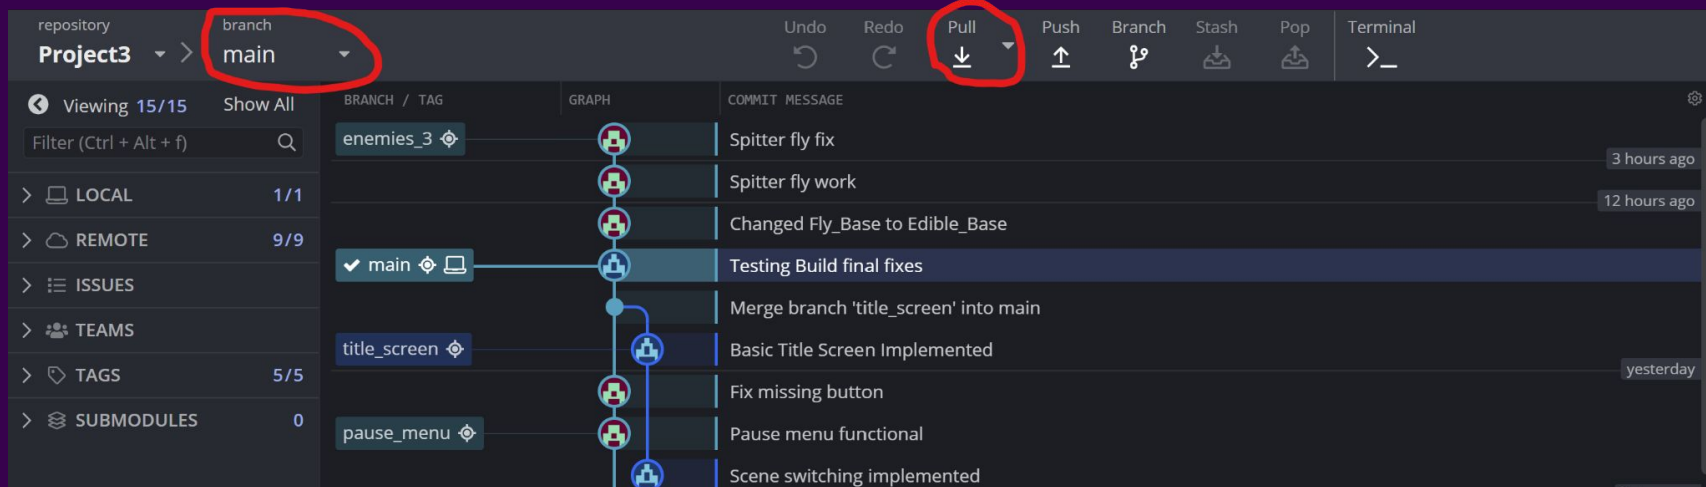 repository
Project3
branch
main
Undo
Redo
Pull
Push
Branch
Stash
Pop
Terminal
Viewing 15/15 Show All
Filter (Ctrl + Alt + f)
LOCAL 1/1
REMOTE 9/9
ISSUES
TEAMS
TAGS 5/5
SUBMODULES 0
BRANCH / TAG GRAPH COMMIT MESSAGE
enemies_3 Spitter fly fix
3 hours ago
Spitter fly work
12 hours ago
Changed Fly_Base to Edible_Base
main Testing Build final fixes
Merge branch 'title_screen' into main
title_screen Basic Title Screen Implemented
yesterday
Fix missing button
pause_menu Pause menu functional
Scene switching implemented